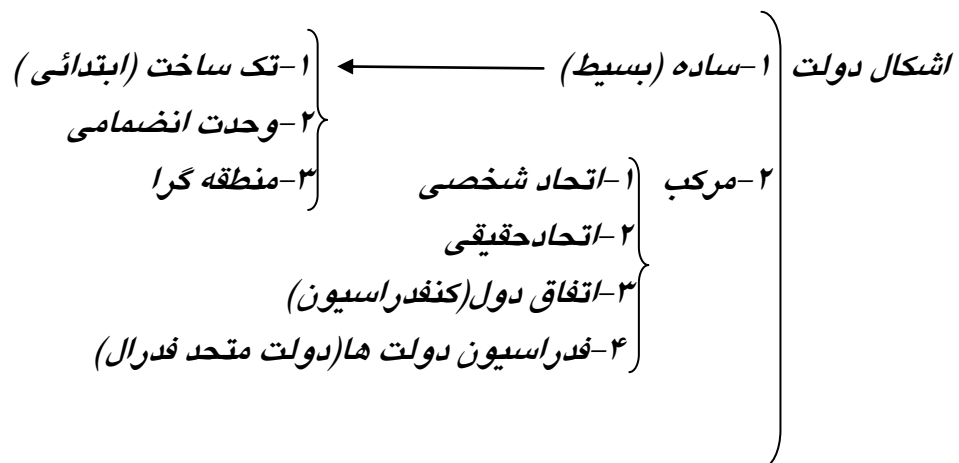 اشکال دولت ۱-ساده (بسیط) ۱-تک ساخت (ابتدائی )
۲-وحدت انضمامی
۲-مرکب ۱-اتحاد شخصی ۳-منطقه گرا
۲-اتحادحقیقی
۳-اتفاق دول(کنفدراسیون)
۴-فدراسیون دولت ها(دولت متحد فدرال)